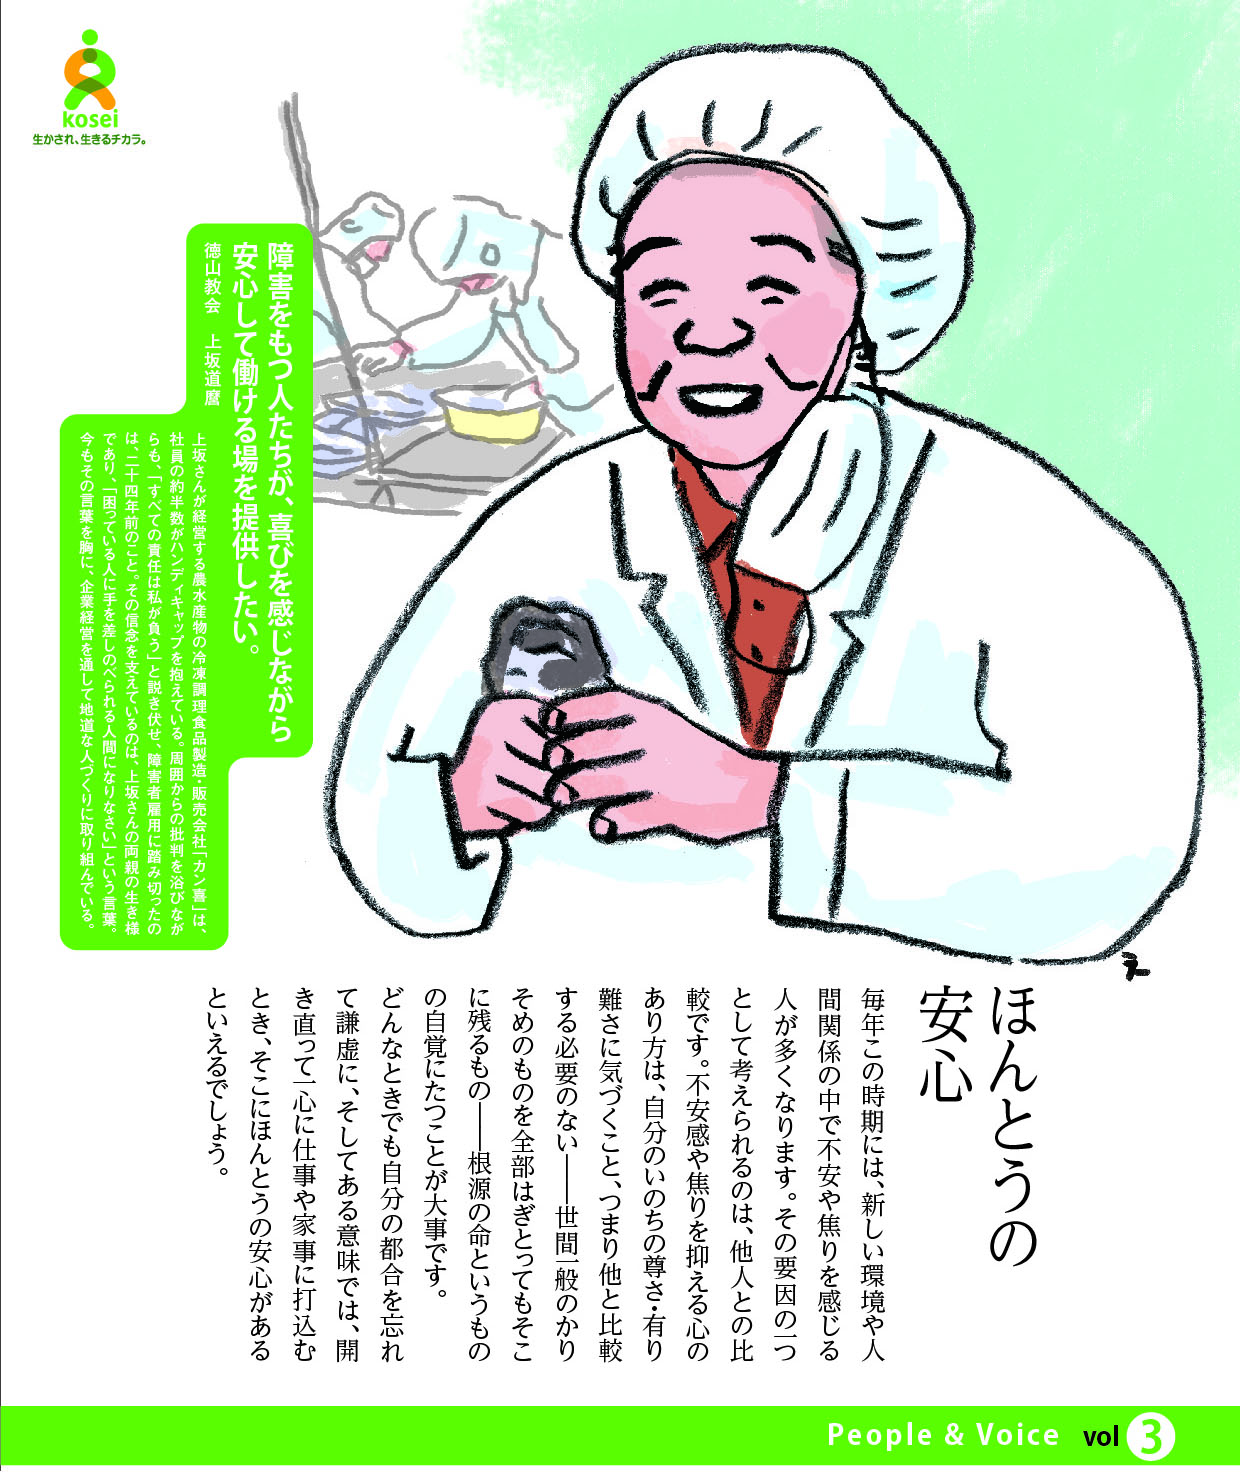 kosei
生かされ、生きるチカラ。
障害をもつ人たちが、喜びを感じながら
安心して働ける場を提供したい。
徳山教会　上坂道麿
上坂さんが経営する農水産物の冷凍調理食品製造・販売会社「カン喜」は、
社員の約半数がハンディキャップを抱えている。周囲からの批判を浴びなが
らも、「すべての責任は私が負う」と説き伏せ、障害者雇用に踏み切ったの
は、二十四年前のこと。その信念を支えているのは、上坂さんの両親の生き様
であり、「困っている人に手を差しのべられる人間になりなさい」という言葉。
今もその言葉を胸に、企業経営を通して地道な人づくりに取り組んでいる。
え
ほんとうの
安心
毎年この時期には、新しい環境や人
間関係の中で不安や焦りを感じる
人が多くなります。その要因の一つ
として考えられるのは、他人との比
較です。不安感や焦りを抑える心の
あり方は、自分のいのちの尊さ・有り
難さに気づくこと、つまり他と比較
する必要のない――世間一般のかり
そめのものを全部はぎとってもそこ
に残るもの――根源の命というもの
の自覚にたつことが大事です。
どんなときでも自分の都合を忘れ
て謙虚に、そしてある意味では、開
き直って一心に仕事や家事に打込む
とき、そこにほんとうの安心がある
といえるでしょう。
People & Voice vol 3